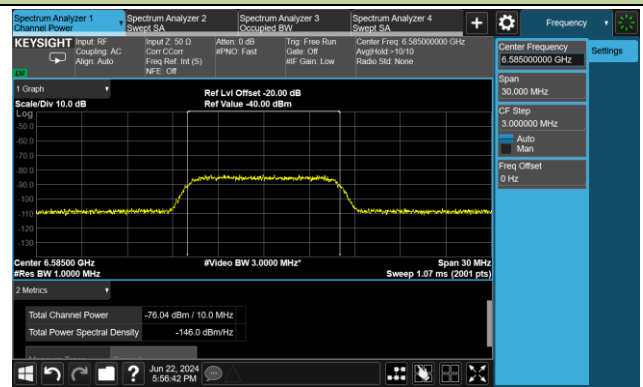 Spectrum Analyzer 1
Channel Power
Spectrum Analyzer 2
Swept SA
Spectrum Analyzer 3
Occupied BW
Spectrum Analyzer 4
Swept SA
Frequency
KEYSIGHT
Input: RF
Coupling: AC
Align: Auto
Input Z: 50 Ω
Corr CCorr
Freq Ref: Int (S)
NFE: Off
Atten: 0 dB
#PNO: Fast
Trig: Free Run
Gate: Off
#IF Gain: Low
Center Freq: 6.585000000 GHz
Avg|Hold:>10/10
Radio Std: None
Center Frequency
6.585000000 GHz
Settings
Span
30.000 MHz
CF Step
3.000000 MHz
Auto
Man
Freq Offset
0 Hz
1 Graph
Scale/Div 10.0 dB
Ref Lvl Offset -20.00 dB
Ref Value -40.00 dBm
Log
-50.0
-60.0
-70.0
-80.0
-90.0
-100
-110
-120
-130
Center 6.58500 GHz
#Res BW 1.0000 MHz
#Video BW 3.0000 MHz*
Span 30 MHz
Sweep 1.07 ms (2001 pts)
2 Metrics
Total Channel Power -76.04 dBm / 10.0 MHz
Total Power Spectral Density -146.0 dBm/Hz
?
Jun 22, 2024
5:56:42 PM